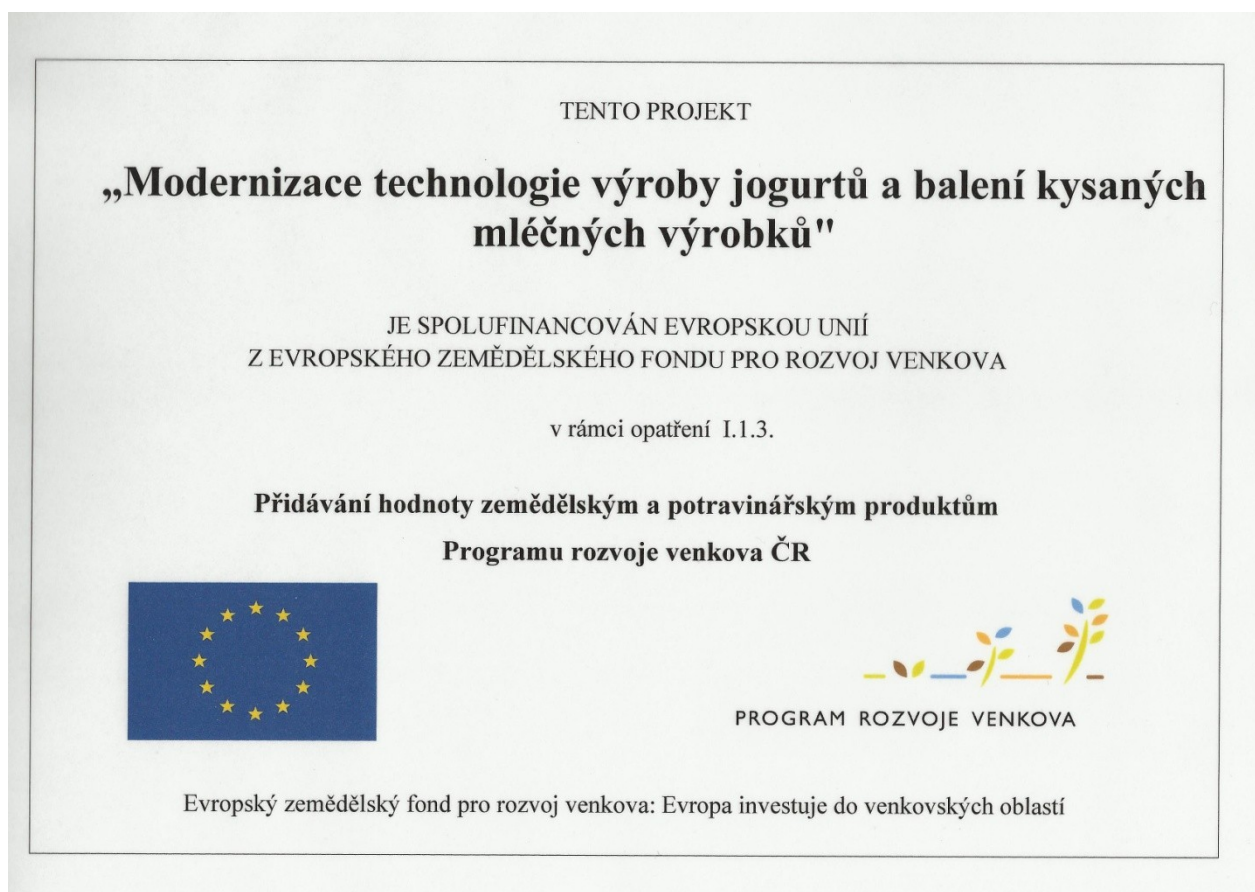 TENTO PROJEKT
„Modernizace technologie výroby jogurtů a balení kysaných
mléčných výrobků"
JE SPOLUFINANCOVÁN EVROPSKOU UNIÍ
Z EVROPSKÉHO ZEMĚDĚLSKÉHO FONDU PRO ROZVOJ VENKOVA
v rámci opatření I.1.3.
Přidávání hodnoty zemědělským a potravinářským produktům
Programu rozvoje venkova ČR
PROGRAM ROZVOJE VENKOVA
Evropský zemědělský fond pro rozvoj venkova: Evropa investuje do venkovských oblastí